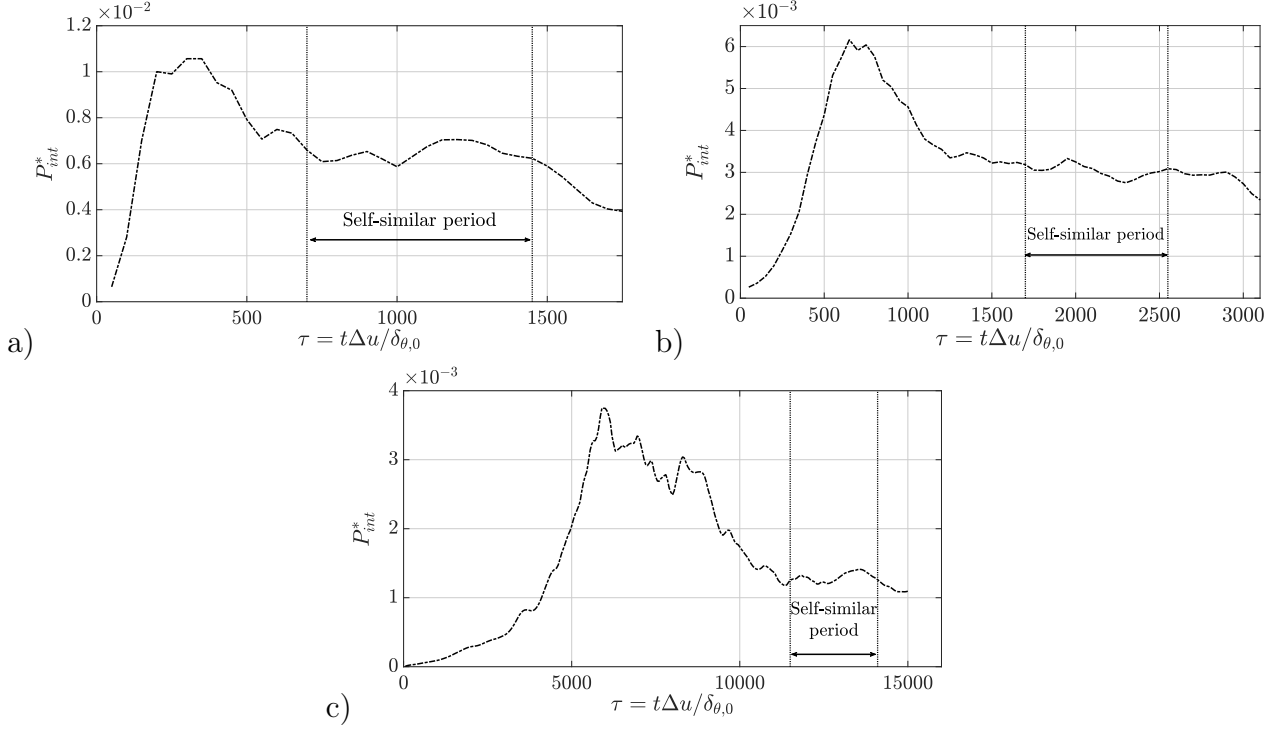 ×10⁻²
1.2
1
0.8
0.6
0.4
0.2
0
P*int
Self-similar period
0 500 1000 1500
τ = tΔu/δθ,0
a)
×10⁻³
6
5
4
3
2
1
0
P*int
Self-similar period
0 500 1000 1500 2000 2500 3000
τ = tΔu/δθ,0
b)
×10⁻³
4
3
2
1
0
P*int
Self-similar
period
0 5000 10000 15000
τ = tΔu/δθ,0
c)